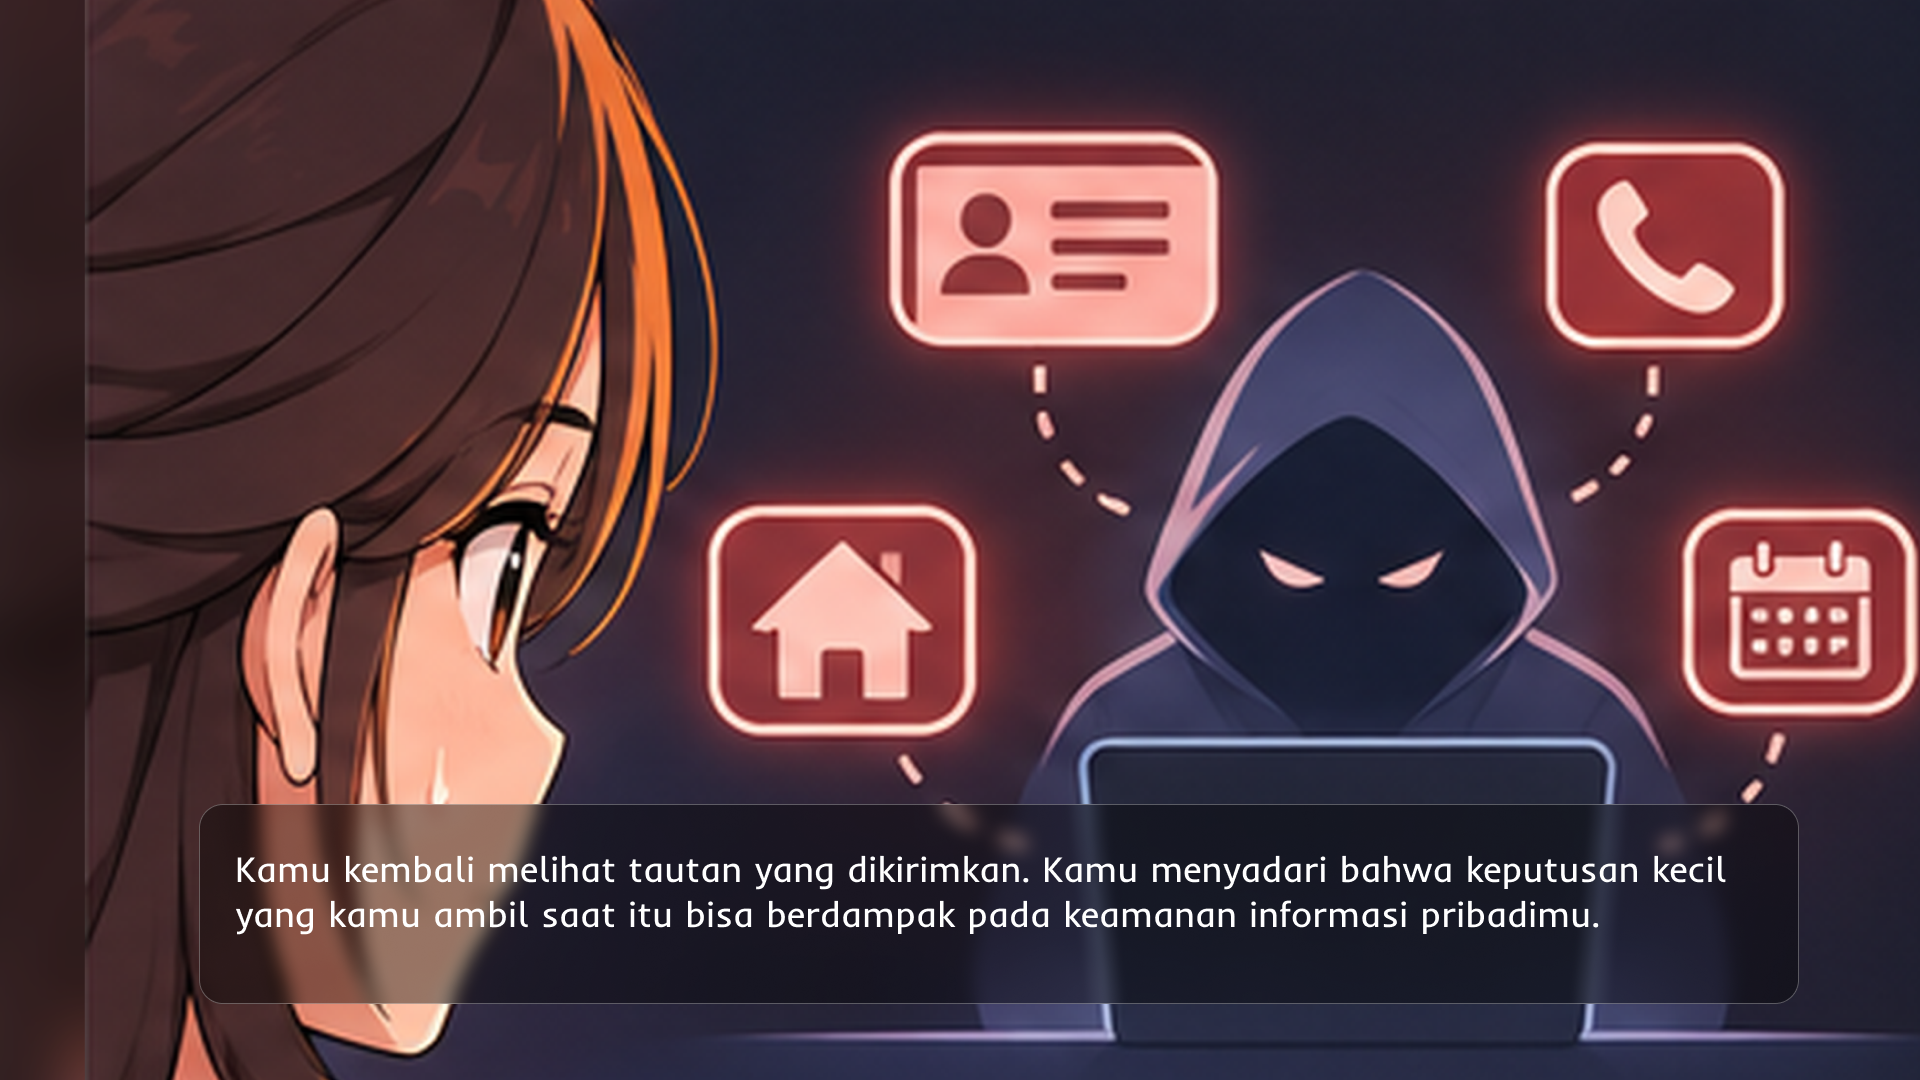 Kamu kembali melihat tautan yang dikirimkan. Kamu menyadari bahwa keputusan kecil
yang kamu ambil saat itu bisa berdampak pada keamanan informasi pribadimu.